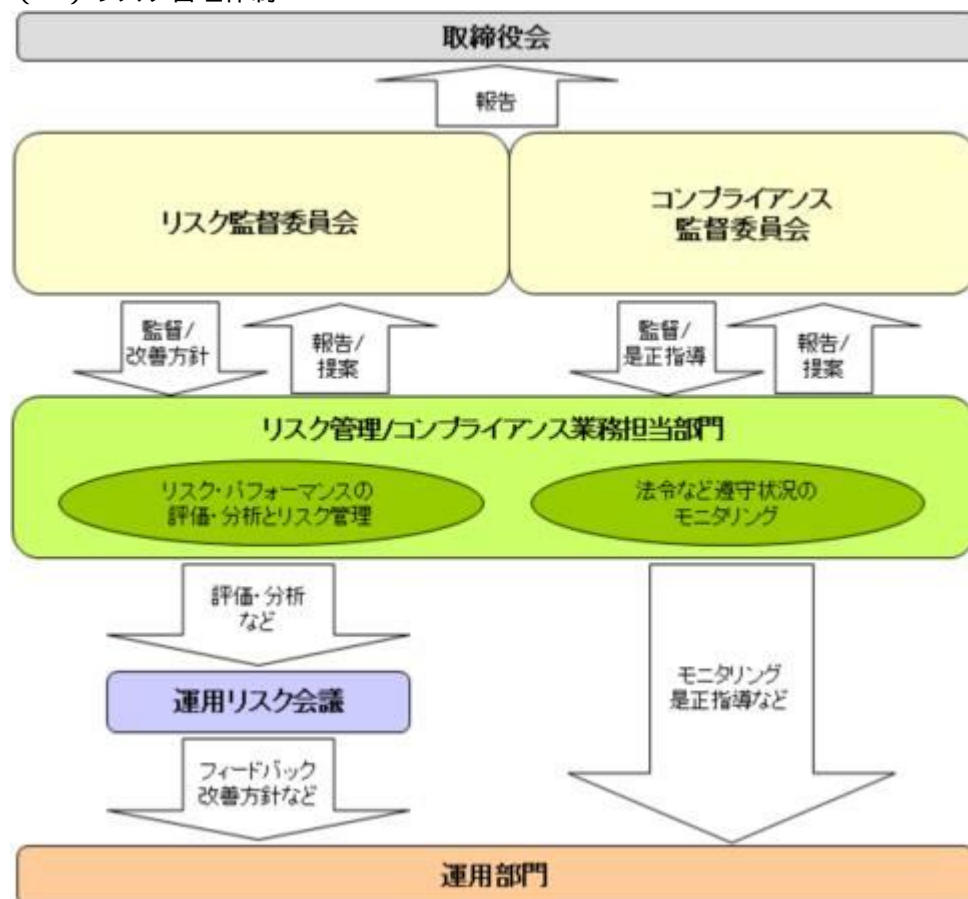 取締役会
報告
リスク監督委員会
コンプライアンス
監督委員会
監督/
改善方針
報告/
提案
監督/
是正指導
報告/
提案
リスク管理/コンプライアンス業務担当部門
リスク・パフォーマンスの
評価・分析とリスク管理
法令など遵守状況の
モニタリング
評価・分析
など
運用リスク会議
モニタリング
是正指導など
フィードバック
改善方針など
運用部門